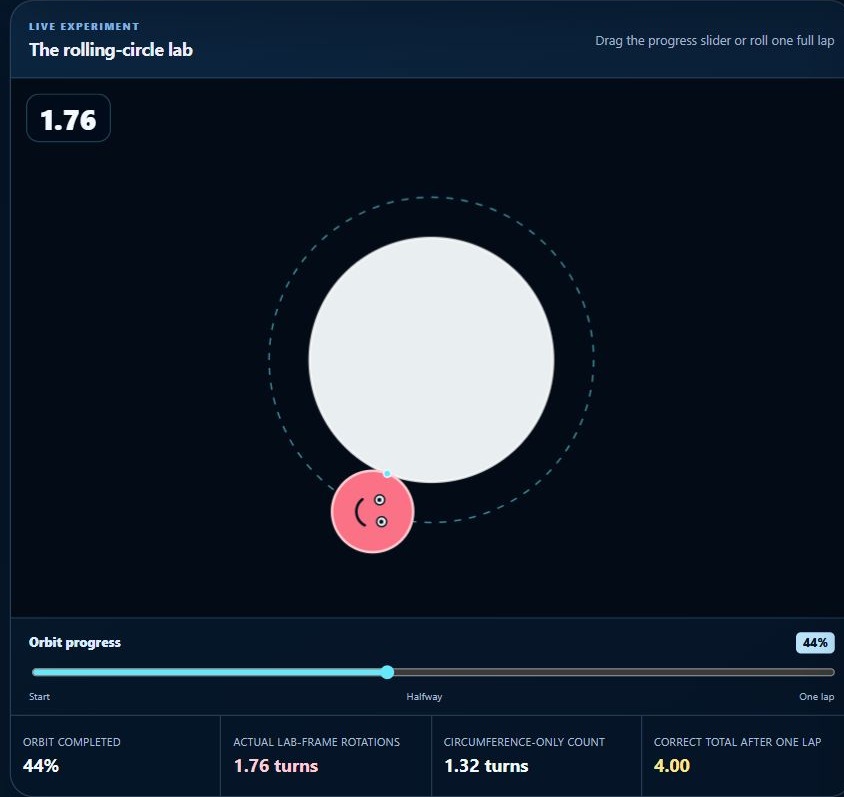 LIVE EXPERIMENT
The rolling-circle lab
Drag the progress slider or roll one full lap
1.76
Orbit progress
44%
Start
Halfway
One lap
ORBIT COMPLETED
44%
ACTUAL LAB-FRAME ROTATIONS
1.76 turns
CIRCUMFERENCE-ONLY COUNT
1.32 turns
CORRECT TOTAL AFTER ONE LAP
4.00